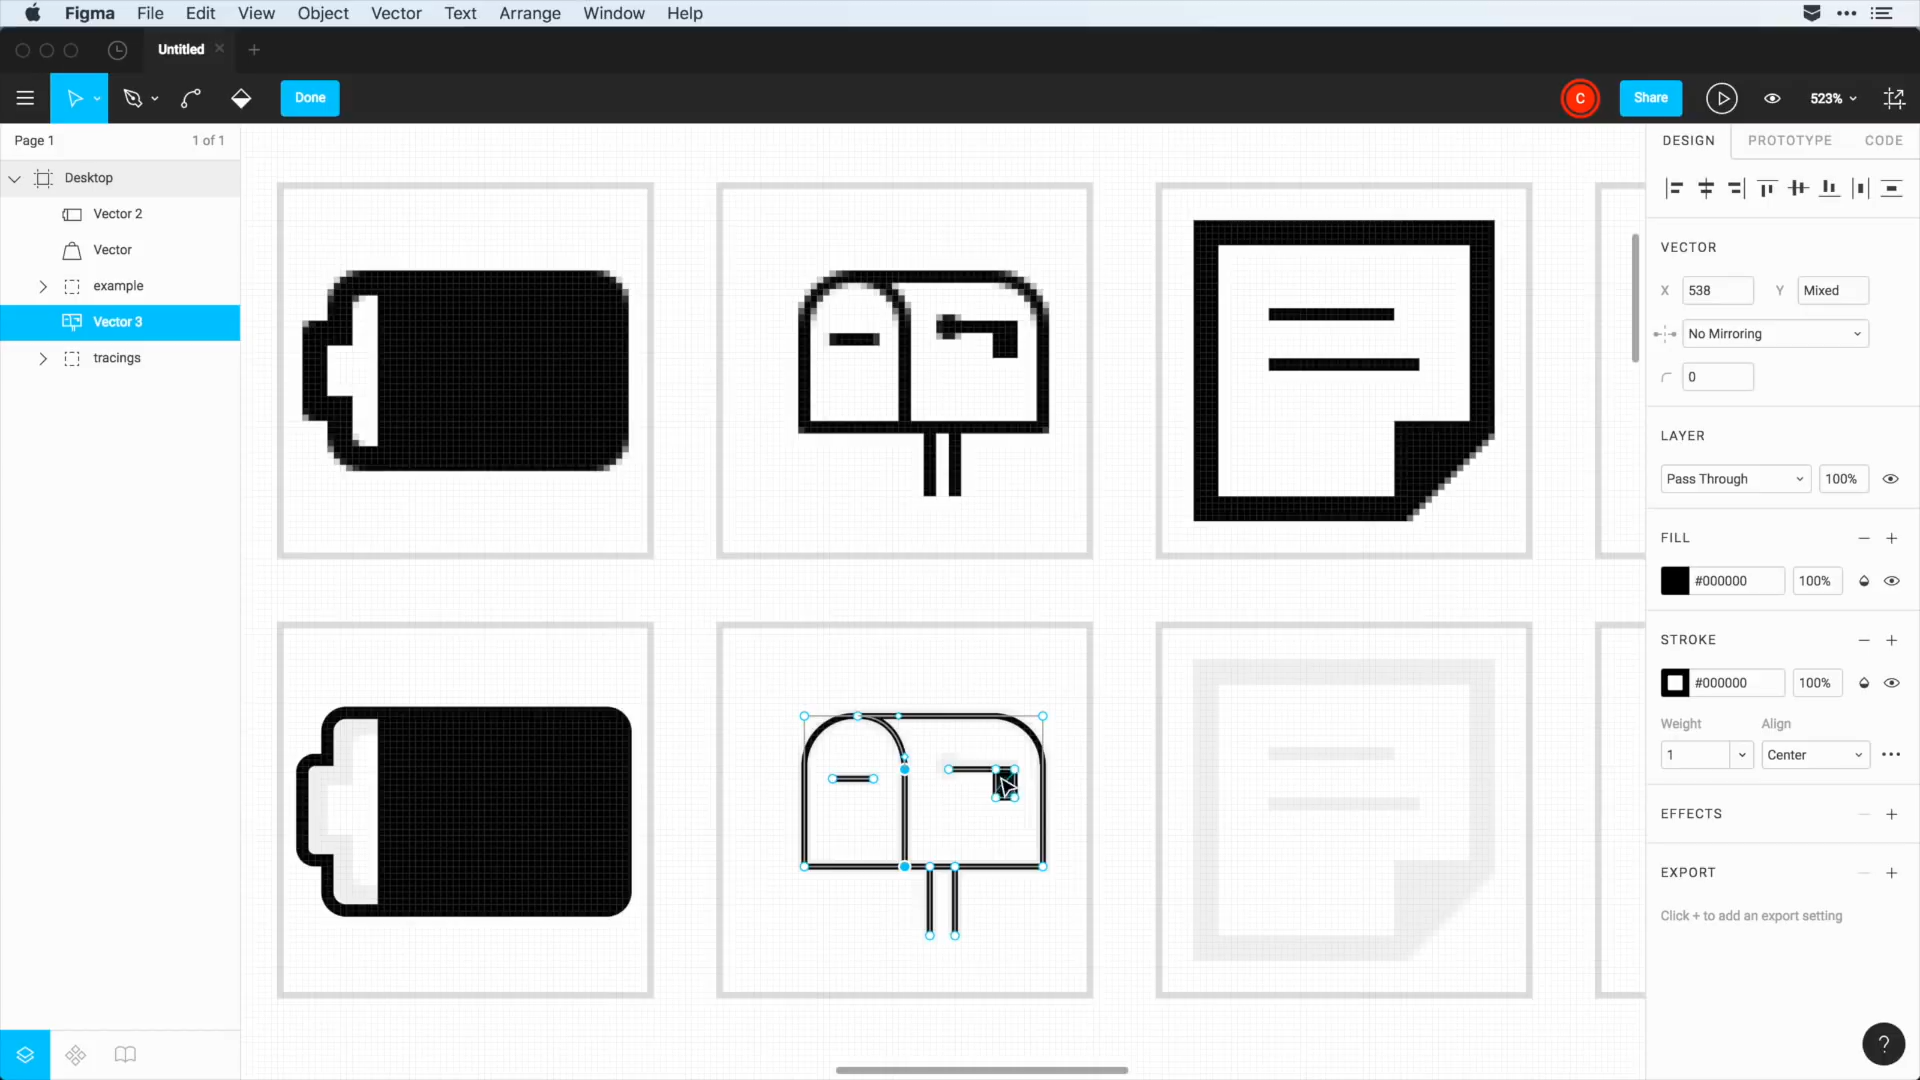 Figma File Edit View Object Vector Text Arrange Window Help
Untitled
Done
C
Share
523%
Page 1
1 of 1
Desktop
Vector 2
Vector
example
Vector 3
tracings
DESIGN PROTOTYPE CODE
VECTOR
X 538 Y Mixed
No Mirroring
0
LAYER
Pass Through 100%
FILL
#000000 100%
STROKE
#000000 100%
Weight Align
1 Center
EFFECTS
EXPORT
Click + to add an export setting
?